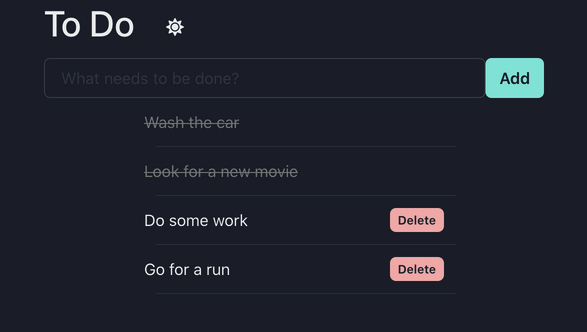 To Do
What needs to be done?
Add
Wash the car
Look for a new movie
Do some work
Delete
Go for a run
Delete